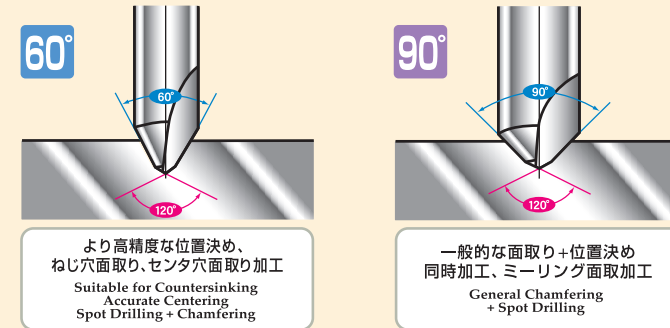 60°
60°
120°
より高精度な位置決め、
ねじ穴面取り、センタ穴面取り加工
Suitable for Countersinking
Accurate Centering
Spot Drilling + Chamfering
90°
90°
120°
一般的な面取り+位置決め
同時加工、ミーリング面取加工
General Chamfering
+ Spot Drilling